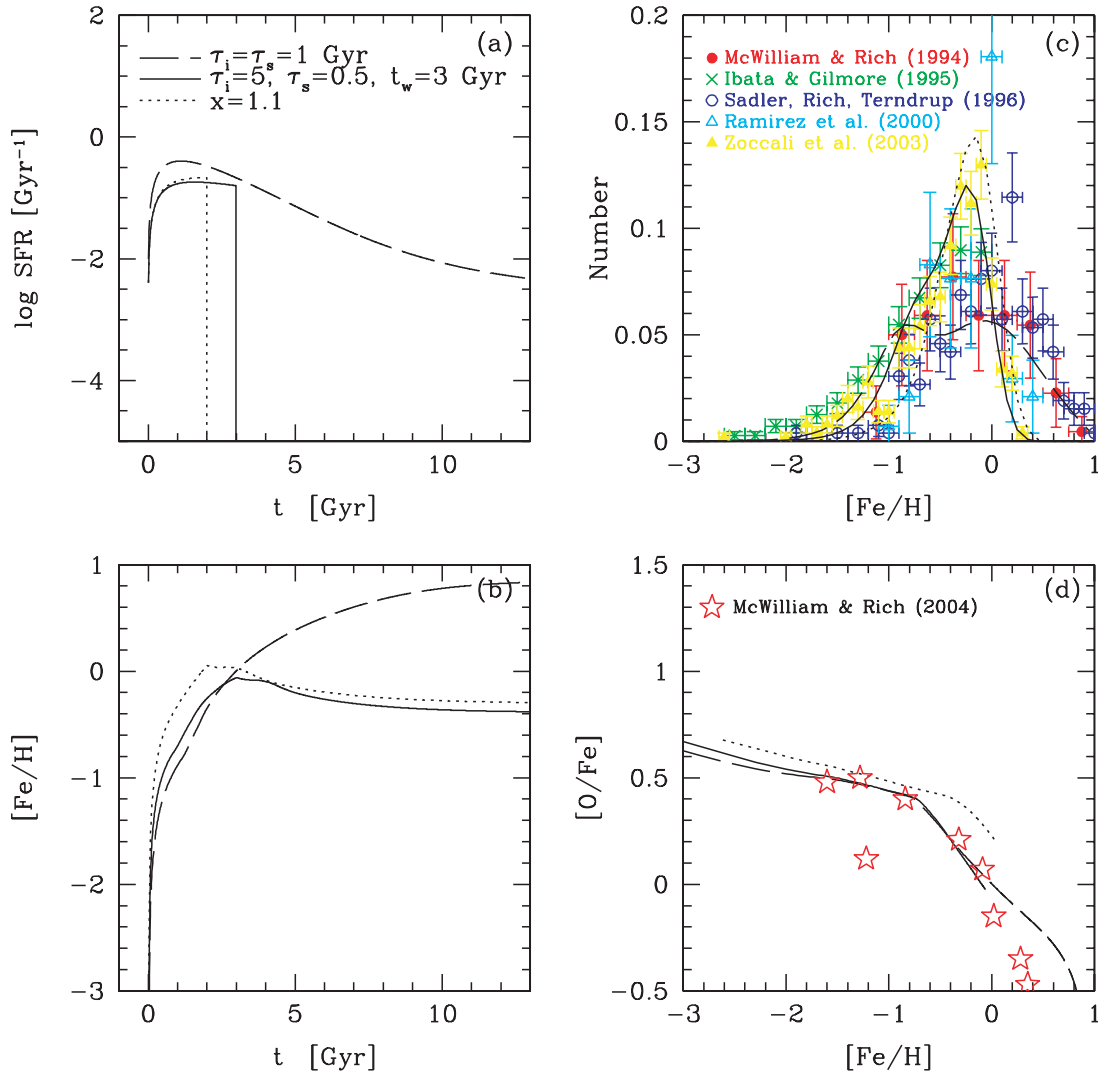 2
0
−2
−4
log SFR [Gyr⁻¹]
(a)
τi=τs=1 Gyr
τi=5, τs=0.5, tw=3 Gyr
x=1.1
0
5
10
t [Gyr]
0.2
0.15
0.1
0.05
0
Number
(c)
McWilliam & Rich (1994)
Ibata & Gilmore (1995)
Sadler, Rich, Terndrup (1996)
Ramirez et al. (2000)
Zoccali et al. (2003)
−3
−2
−1
0
1
[Fe/H]
1
0
−1
−2
−3
[Fe/H]
(b)
0
5
10
t [Gyr]
1.5
1
0.5
0
−0.5
[O/Fe]
(d)
McWilliam & Rich (2004)
−3
−2
−1
0
1
[Fe/H]